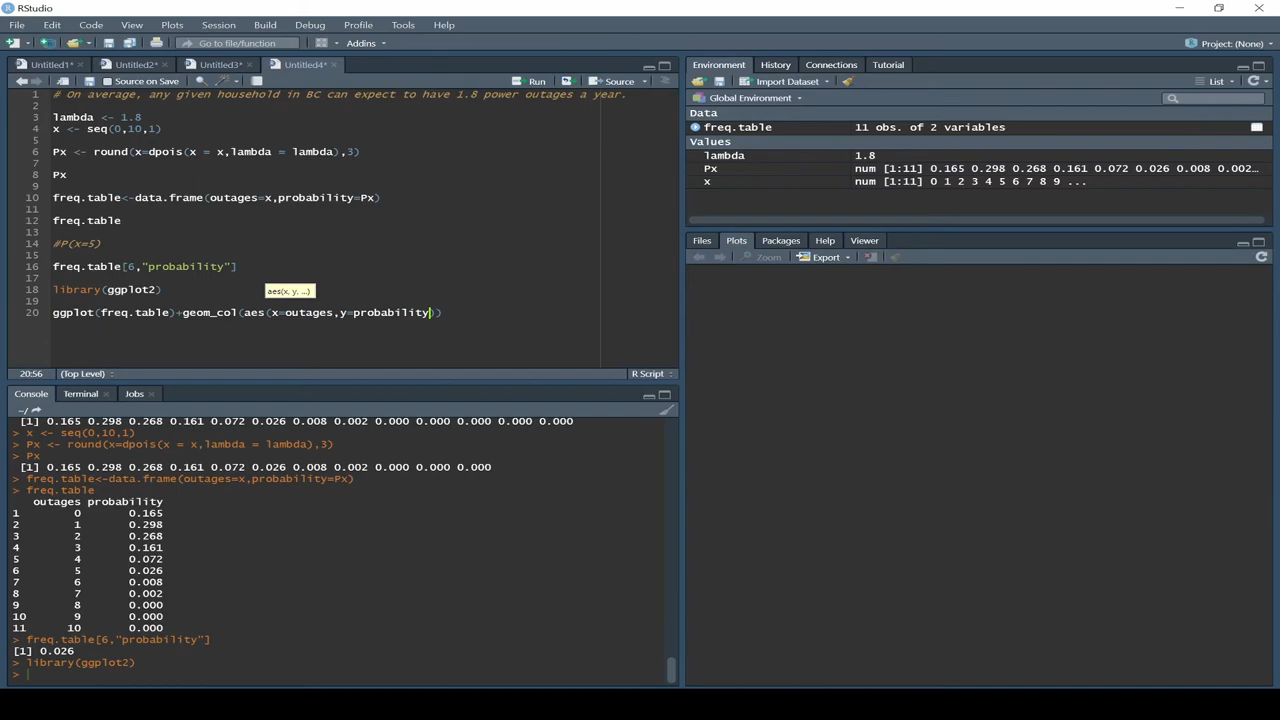 RStudio
File Edit Code View Plots Session Build Debug Profile Tools Help
Go to file/function Addins Project: (None)
Untitled1* Untitled2* Untitled3* Untitled4*
Source on Save Run Source
1 # On average, any given household in BC can expect to have 1.8 power outages a year.
2
3 lambda <- 1.8
4 x <- seq(0,10,1)
5
6 Px <- round(x=dpois(x = x,lambda = lambda),3)
7
8 Px
9
10 freq.table<-data.frame(outages=x,probability=Px)
11
12 freq.table
13
14 #P(x=5)
15
16 freq.table[6,"probability"]
17
18 library(ggplot2)
aes(x, y, ...)
19
20 ggplot(freq.table)+geom_col(aes(x=outages,y=probability))
20:56 (Top Level) R Script
Console Terminal Jobs
~/
[1] 0.165 0.298 0.268 0.161 0.072 0.026 0.008 0.002 0.000 0.000 0.000 0.000 0.000
> x <- seq(0,10,1)
> Px <- round(x=dpois(x = x,lambda = lambda),3)
> Px
[1] 0.165 0.298 0.268 0.161 0.072 0.026 0.008 0.002 0.000 0.000 0.000
> freq.table<-data.frame(outages=x,probability=Px)
> freq.table
outages probability
1 0 0.165
2 1 0.298
3 2 0.268
4 3 0.161
5 4 0.072
6 5 0.026
7 6 0.008
8 7 0.002
9 8 0.000
10 9 0.000
11 10 0.000
> freq.table[6,"probability"]
[1] 0.026
> library(ggplot2)
>
Environment History Connections Tutorial
Import Dataset List
Global Environment
Data
freq.table 11 obs. of 2 variables
Values
lambda 1.8
Px num [1:11] 0.165 0.298 0.268 0.161 0.072 0.026 0.008 0.002…
x num [1:11] 0 1 2 3 4 5 6 7 8 9 ...
Files Plots Packages Help Viewer
Zoom Export